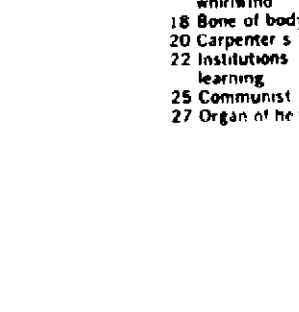 whirlwind
18 Bone of body
20 Carpenter s
22 Institutions
learning
25 Communist
27 Organ of he